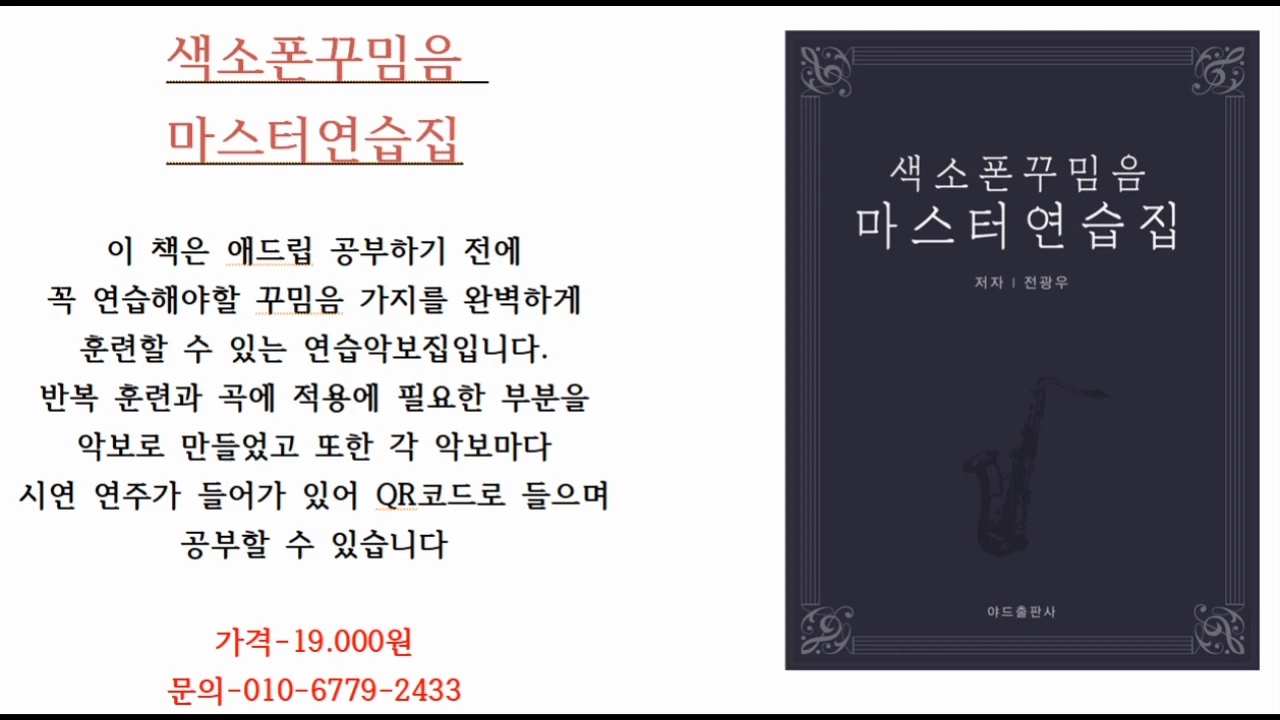 색소폰꾸밈음
마스터연습집
이 책은 애드립 공부하기 전에
꼭 연습해야할 꾸밈음 가지를 완벽하게
훈련할 수 있는 연습악보집입니다.
반복 훈련과 곡에 적용에 필요한 부분을
악보로 만들었고 또한 각 악보마다
시연 연주가 들어가 있어 QR코드로 들으며
공부할 수 있습니다
가격-19.000원
문의-010-6779-2433
색소폰꾸밈음
마스터연습집
저자 | 전광우
야드출판사